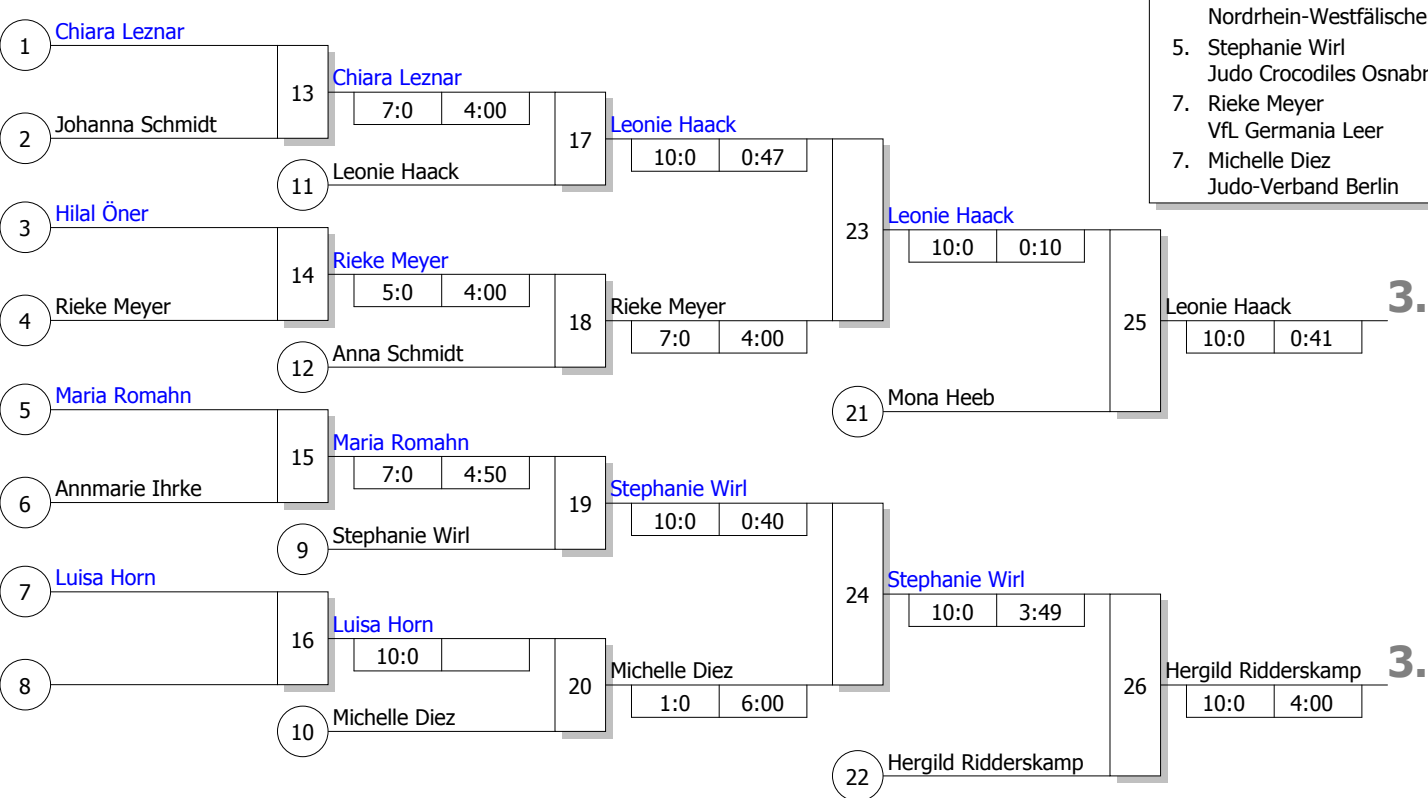 Nordrhein-Westfälische
5. Stephanie Wirl
Judo Crocodiles Osnabr
7. Rieke Meyer
VfL Germania Leer
7. Michelle Diez
Judo-Verband Berlin
1 Chiara Leznar
2 Johanna Schmidt
13 Chiara Leznar
7:0 4:00
11 Leonie Haack
17 Leonie Haack
10:0 0:47
3 Hilal Öner
4 Rieke Meyer
14 Rieke Meyer
5:0 4:00
12 Anna Schmidt
18 Rieke Meyer
7:0 4:00
23 Leonie Haack
10:0 0:10
21 Mona Heeb
25 Leonie Haack 3.
10:0 0:41
5 Maria Romahn
6 Annmarie Ihrke
15 Maria Romahn
7:0 4:50
9 Stephanie Wirl
19 Stephanie Wirl
10:0 0:40
7 Luisa Horn
8
16 Luisa Horn
10:0
10 Michelle Diez
20 Michelle Diez
1:0 6:00
24 Stephanie Wirl
10:0 3:49
22 Hergild Ridderskamp
26 Hergild Ridderskamp 3.
10:0 4:00